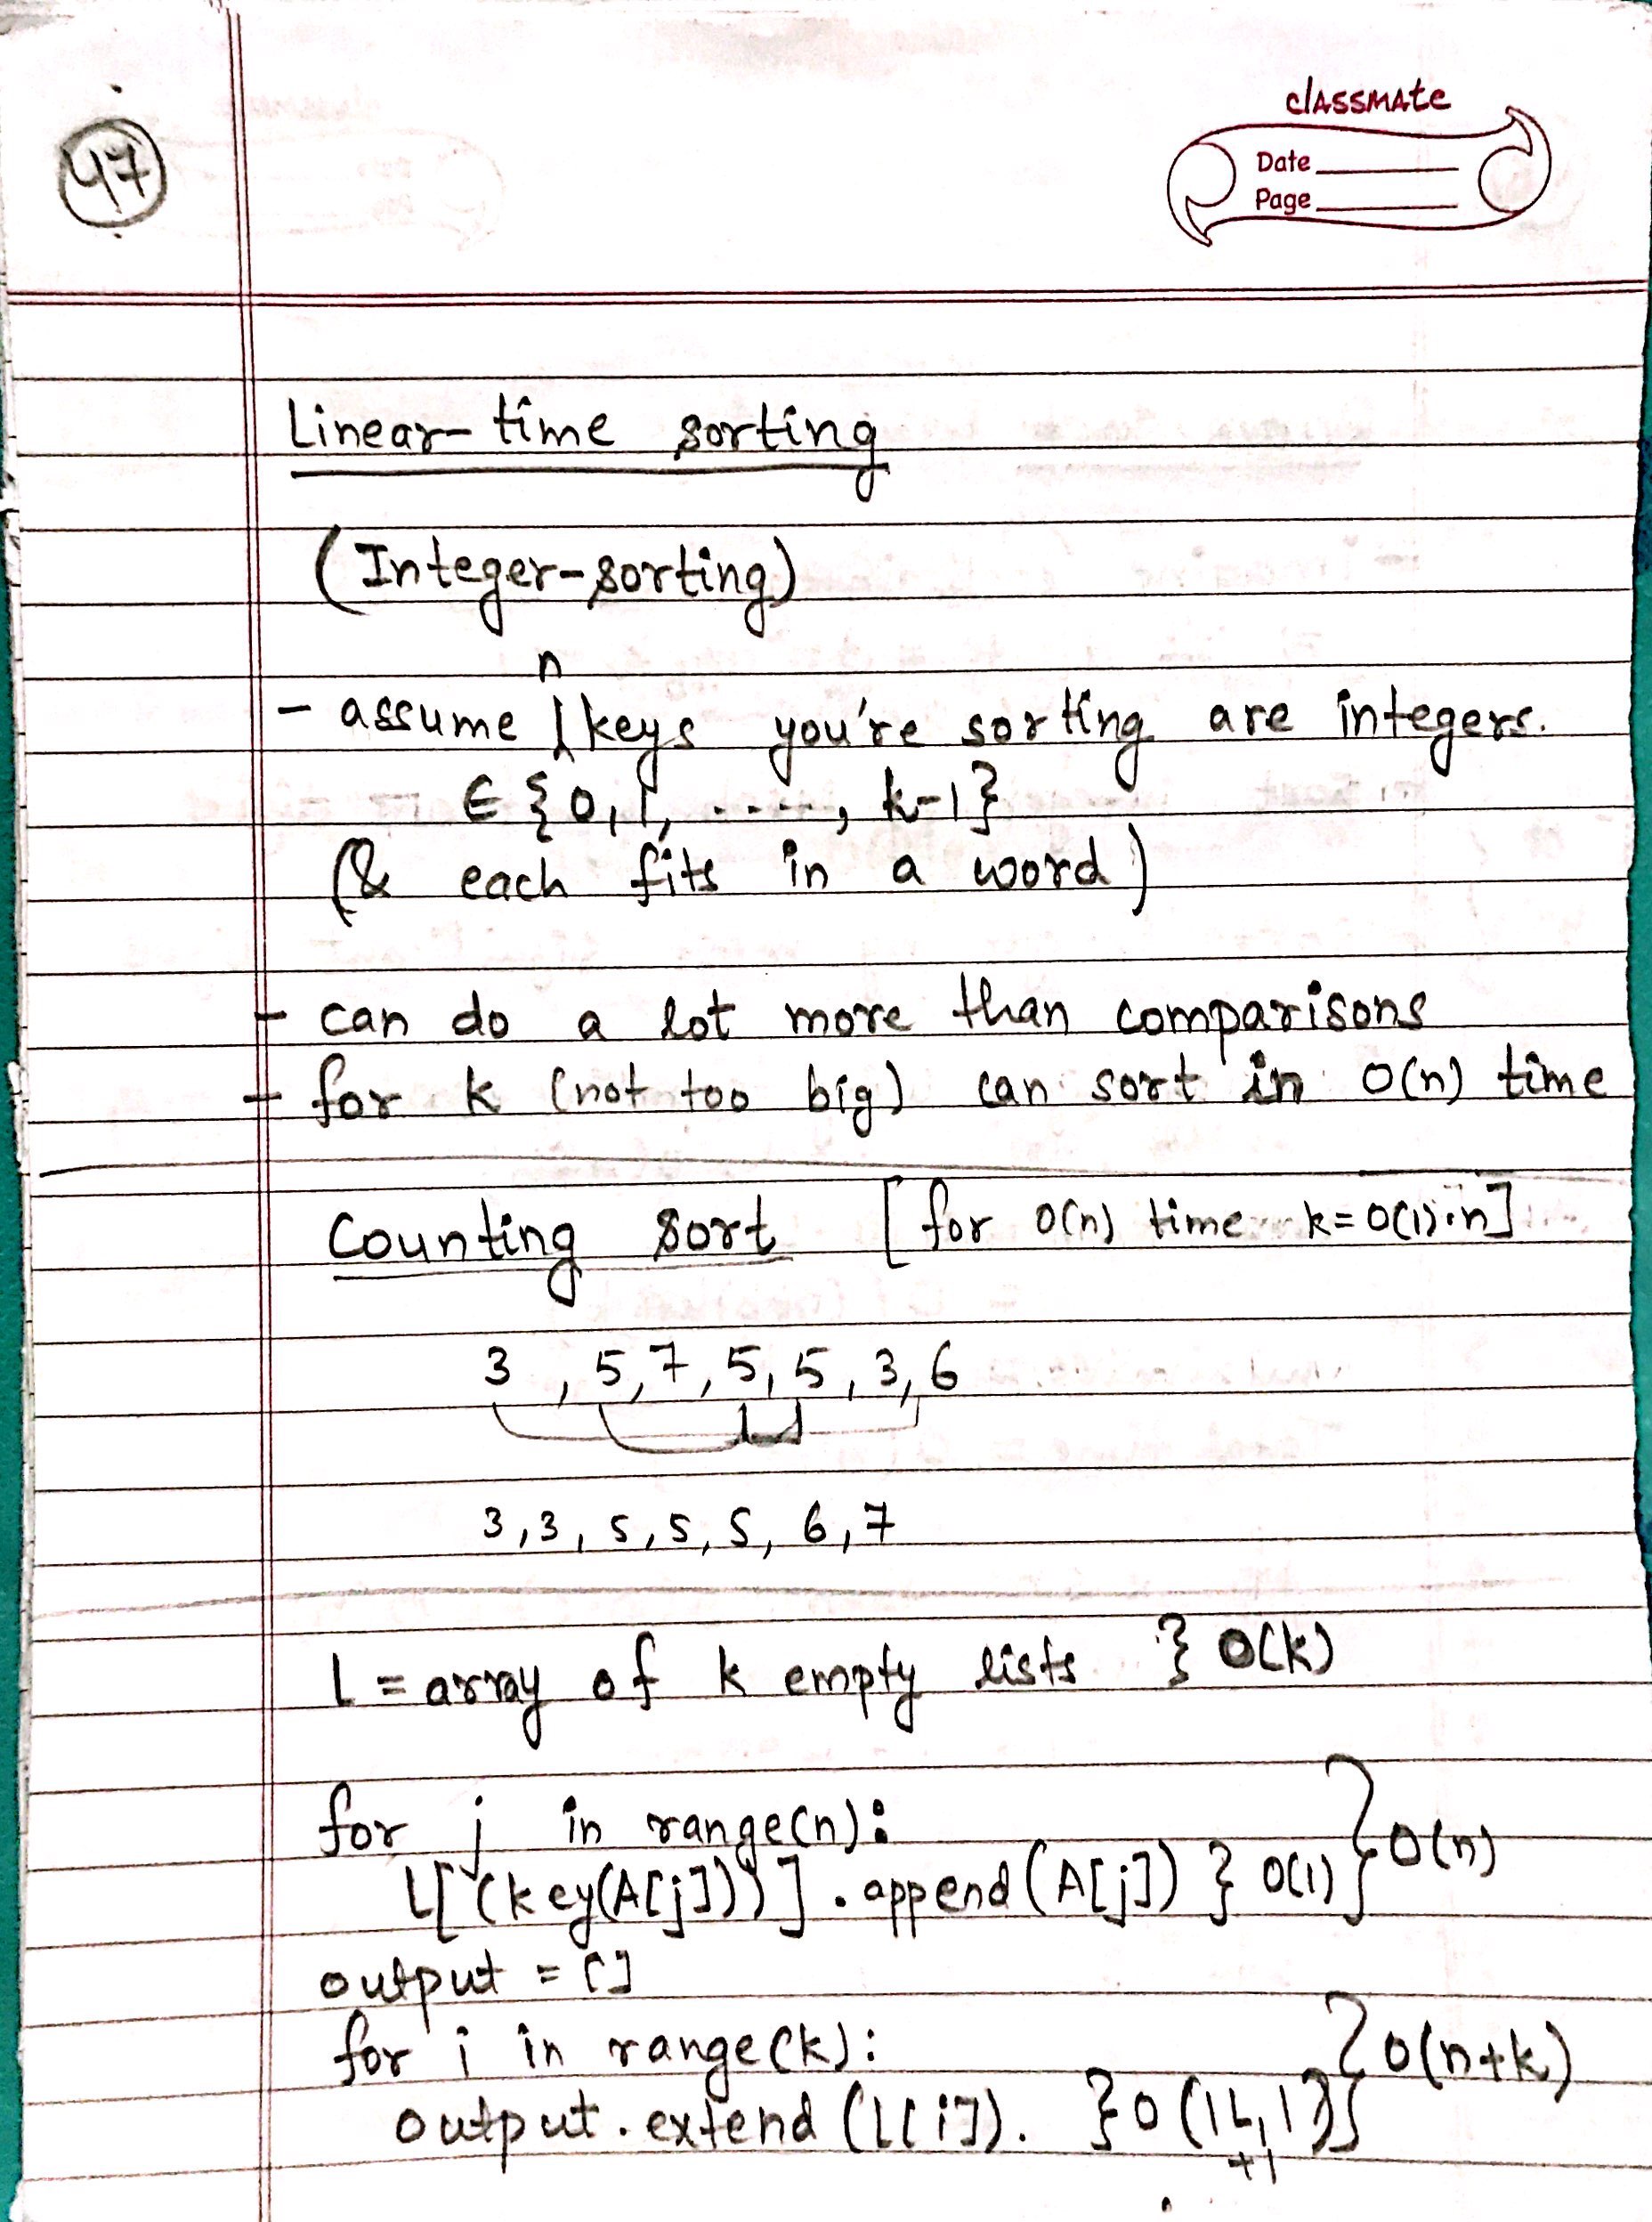 47
classmate
Date
Page
Linear-time sorting
(Integer-sorting)
n
- assume keys you're sorting are integers.
∈ {0,1, ....., k-1}
(& each fits in a word)
- can do a lot more than comparisons
- for k (not too big) can sort in O(n) time
Counting sort [for O(n) time k=O(1)·n]
3 , 5, 7, 5, 5, 3, 6
3, 3, 5, 5, 5, 6, 7
L = array of k empty lists } O(k)
for j in range(n):
L[(key(A[j]))].append(A[j]) } O(1) } O(n)
output = []
for i in range(k):
output.extend(L[i]). } O(|Li|) } O(n+k)
+1